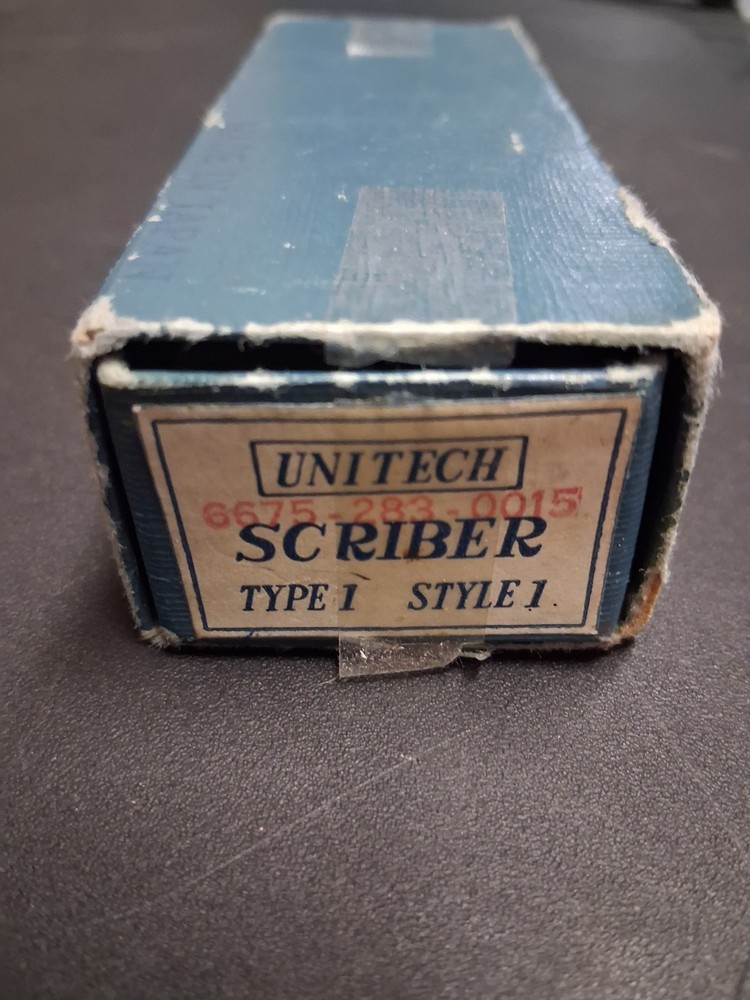 UNITECH
6675-283-0015
SCRIBER
TYPE 1 STYLE 1.